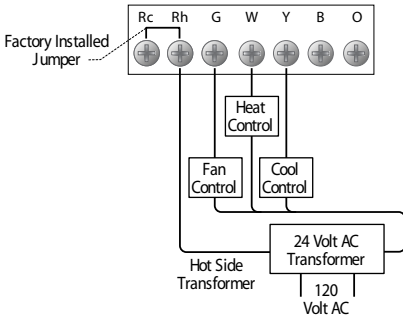 Rc Rh G W Y B O
Factory Installed
Jumper
Heat
Control
Fan
Control
Cool
Control
24 Volt AC
Transformer
Hot Side
Transformer
120
Volt AC